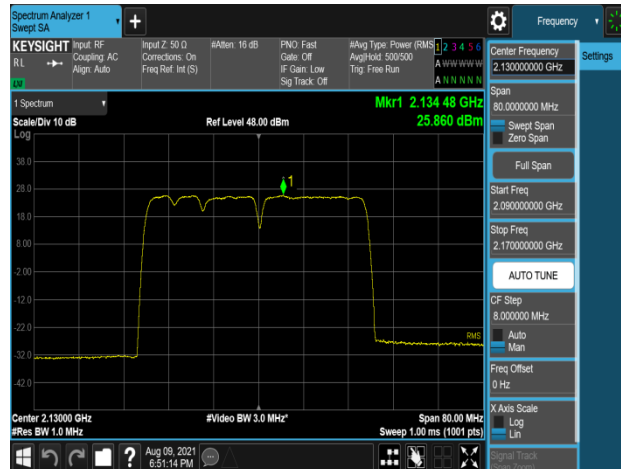 Spectrum Analyzer 1
Swept SA
Frequency
KEYSIGHT
RL
Input: RF
Coupling: AC
Align: Auto
Input Z: 50 Ω
Corrections: On
Freq Ref: Int (S)
#Atten: 16 dB
PNO: Fast
Gate: Off
IF Gain: Low
Sig Track: Off
#Avg Type: Power (RMS)
Avg|Hold: 500/500
Trig: Free Run
1 2 3 4 5 6
A W W W W W
A N N N N N
1 Spectrum
Scale/Div 10 dB
Log
Ref Level 48.00 dBm
Mkr1 2.134 48 GHz
25.860 dBm
38.0
28.0
18.0
8.00
-2.00
-12.0
-22.0
-32.0
-42.0
1
RMS
Center 2.13000 GHz
#Res BW 1.0 MHz
#Video BW 3.0 MHz*
Span 80.00 MHz
Sweep 1.00 ms (1001 pts)
Aug 09, 2021
6:51:14 PM
Center Frequency
2.13000000 GHz
Settings
Span
80.0000000 MHz
Swept Span
Zero Span
Full Span
Start Freq
2.090000000 GHz
Stop Freq
2.170000000 GHz
AUTO TUNE
CF Step
8.000000 MHz
Auto
Man
Freq Offset
0 Hz
X Axis Scale
Log
Lin
Signal Track
(Span Zoom)